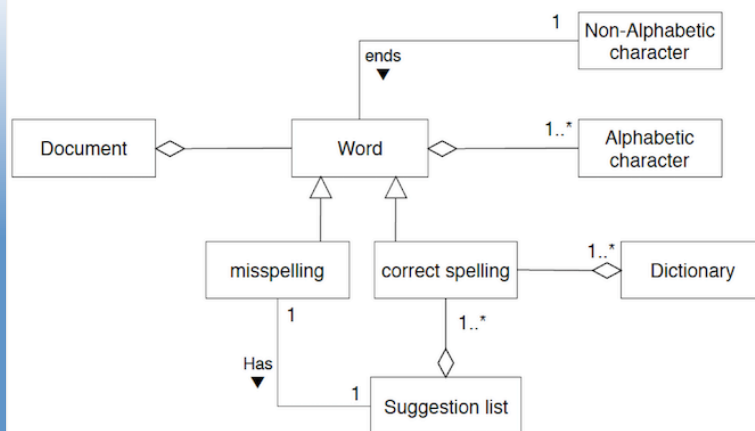 1
Non-Alphabetic
character
ends
▼
Document
Word
1..*
Alphabetic
character
misspelling
correct spelling
1..*
Dictionary
1
1..*
Has
▼
1
Suggestion list